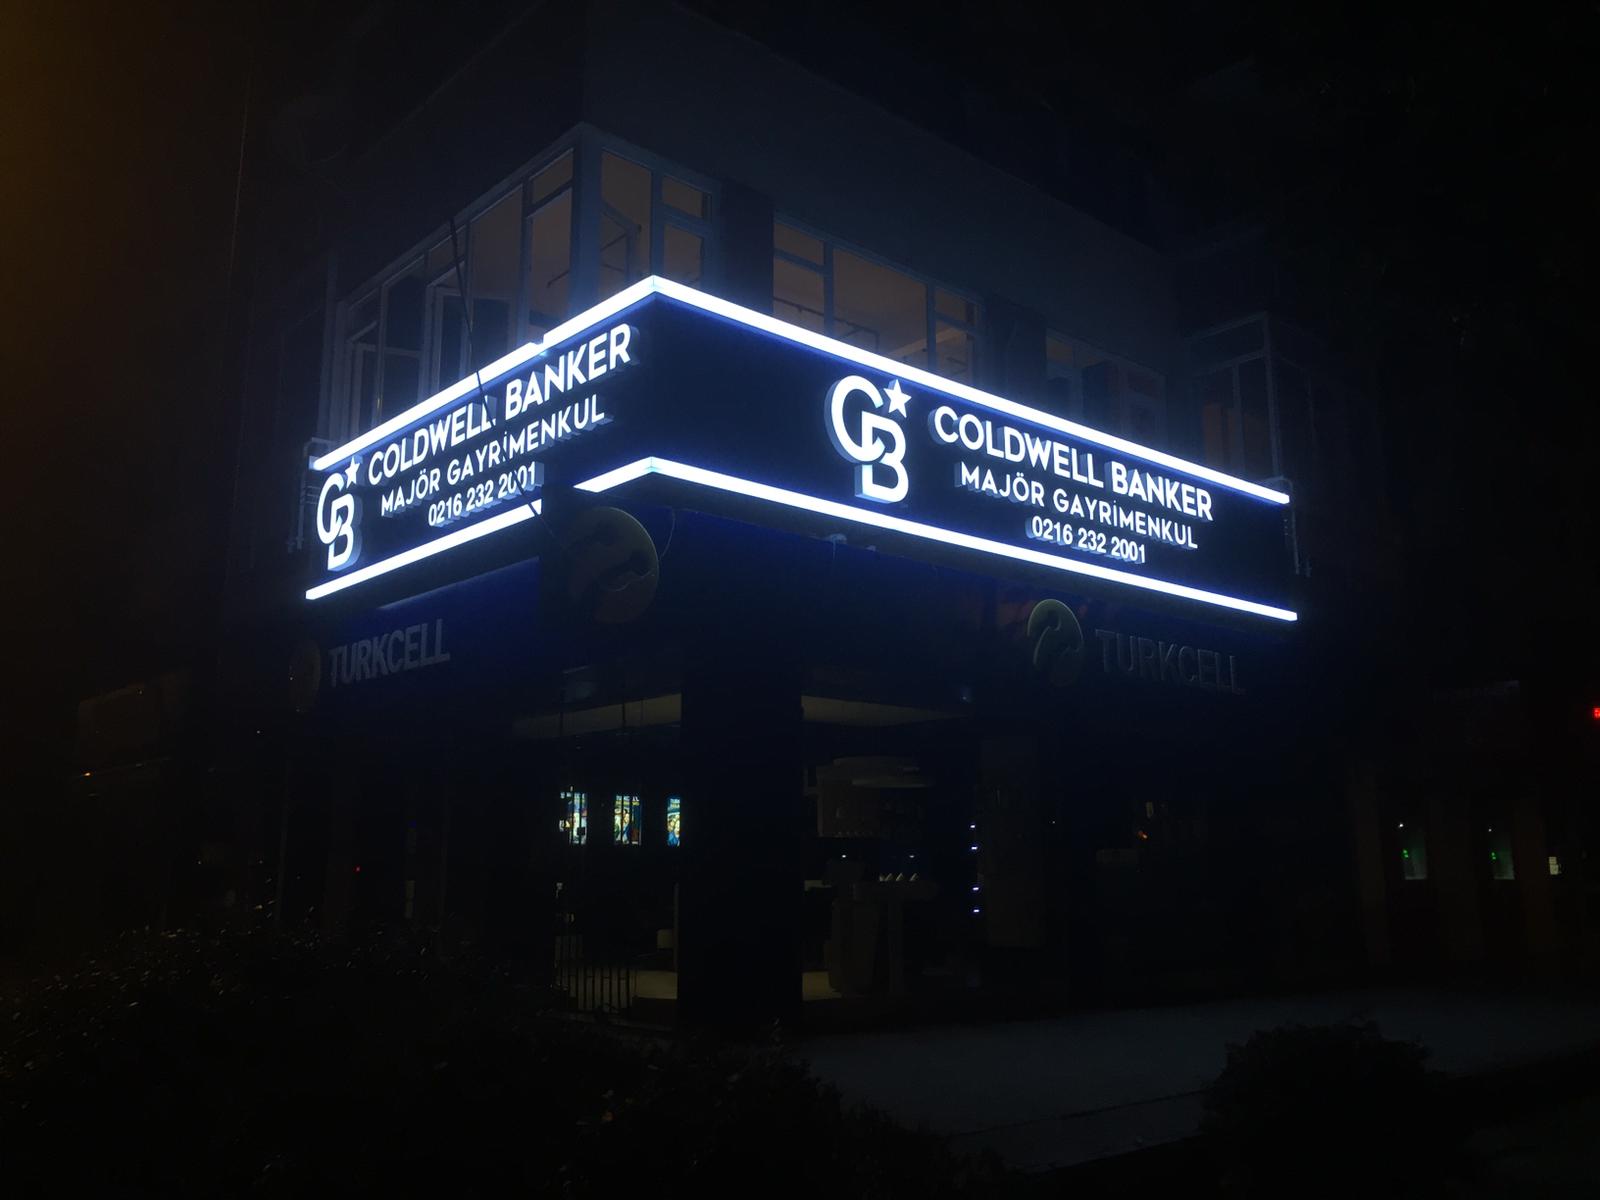 COLDWELL BANKER
MAJÖR GAYRİMENKUL
0216 232 2001
CB
CB
COLDWELL BANKER
MAJÖR GAYRİMENKUL
0216 232 2001
TURKCELL
TURKCELL